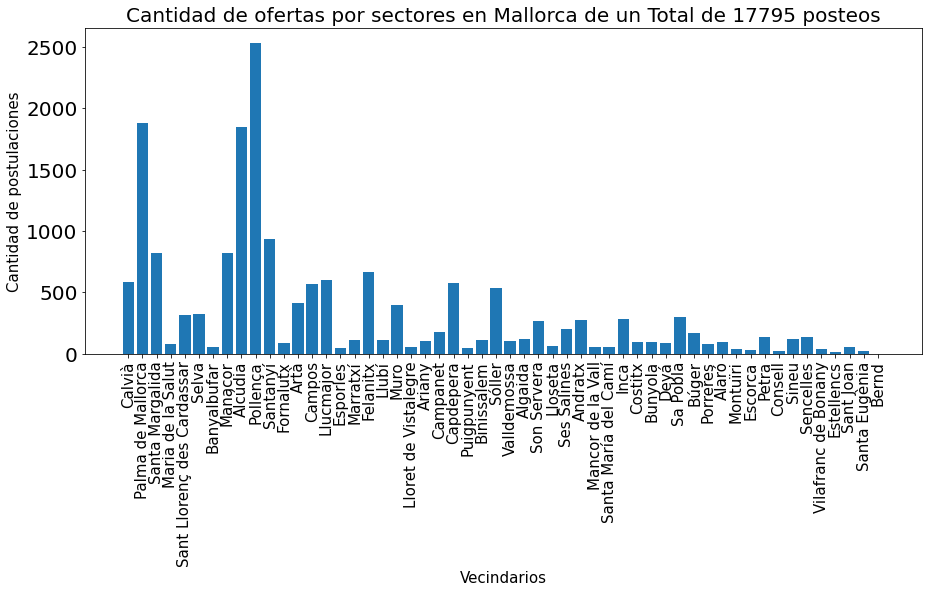 Cantidad de ofertas por sectores en Mallorca de un Total de 17795 posteos
Cantidad de postulaciones
2500
2000
1500
1000
500
0
Calvià
Palma de Mallorca
Santa Margalida
Maria de la Salut
Sant Llorenç des Cardassar
Selva
Banyalbufar
Manacor
Alcúdia
Pollença
Santanyí
Fornalutx
Artà
Campos
Llucmajor
Esporles
Marratxí
Felanitx
Llubí
Muro
Lloret de Vistalegre
Ariany
Campanet
Capdepera
Puigpunyent
Binissalem
Sóller
Valldemossa
Algaida
Son Servera
Lloseta
Ses Salines
Andratx
Mancor de la Vall
Santa María del Camí
Inca
Costitx
Bunyola
Deyá
Sa Pobla
Búger
Porreres
Alaró
Montuïri
Escorca
Petra
Consell
Sineu
Sencelles
Vilafranc de Bonany
Estellencs
Sant Joan
Santa Eugènia
Bernd
Vecindarios